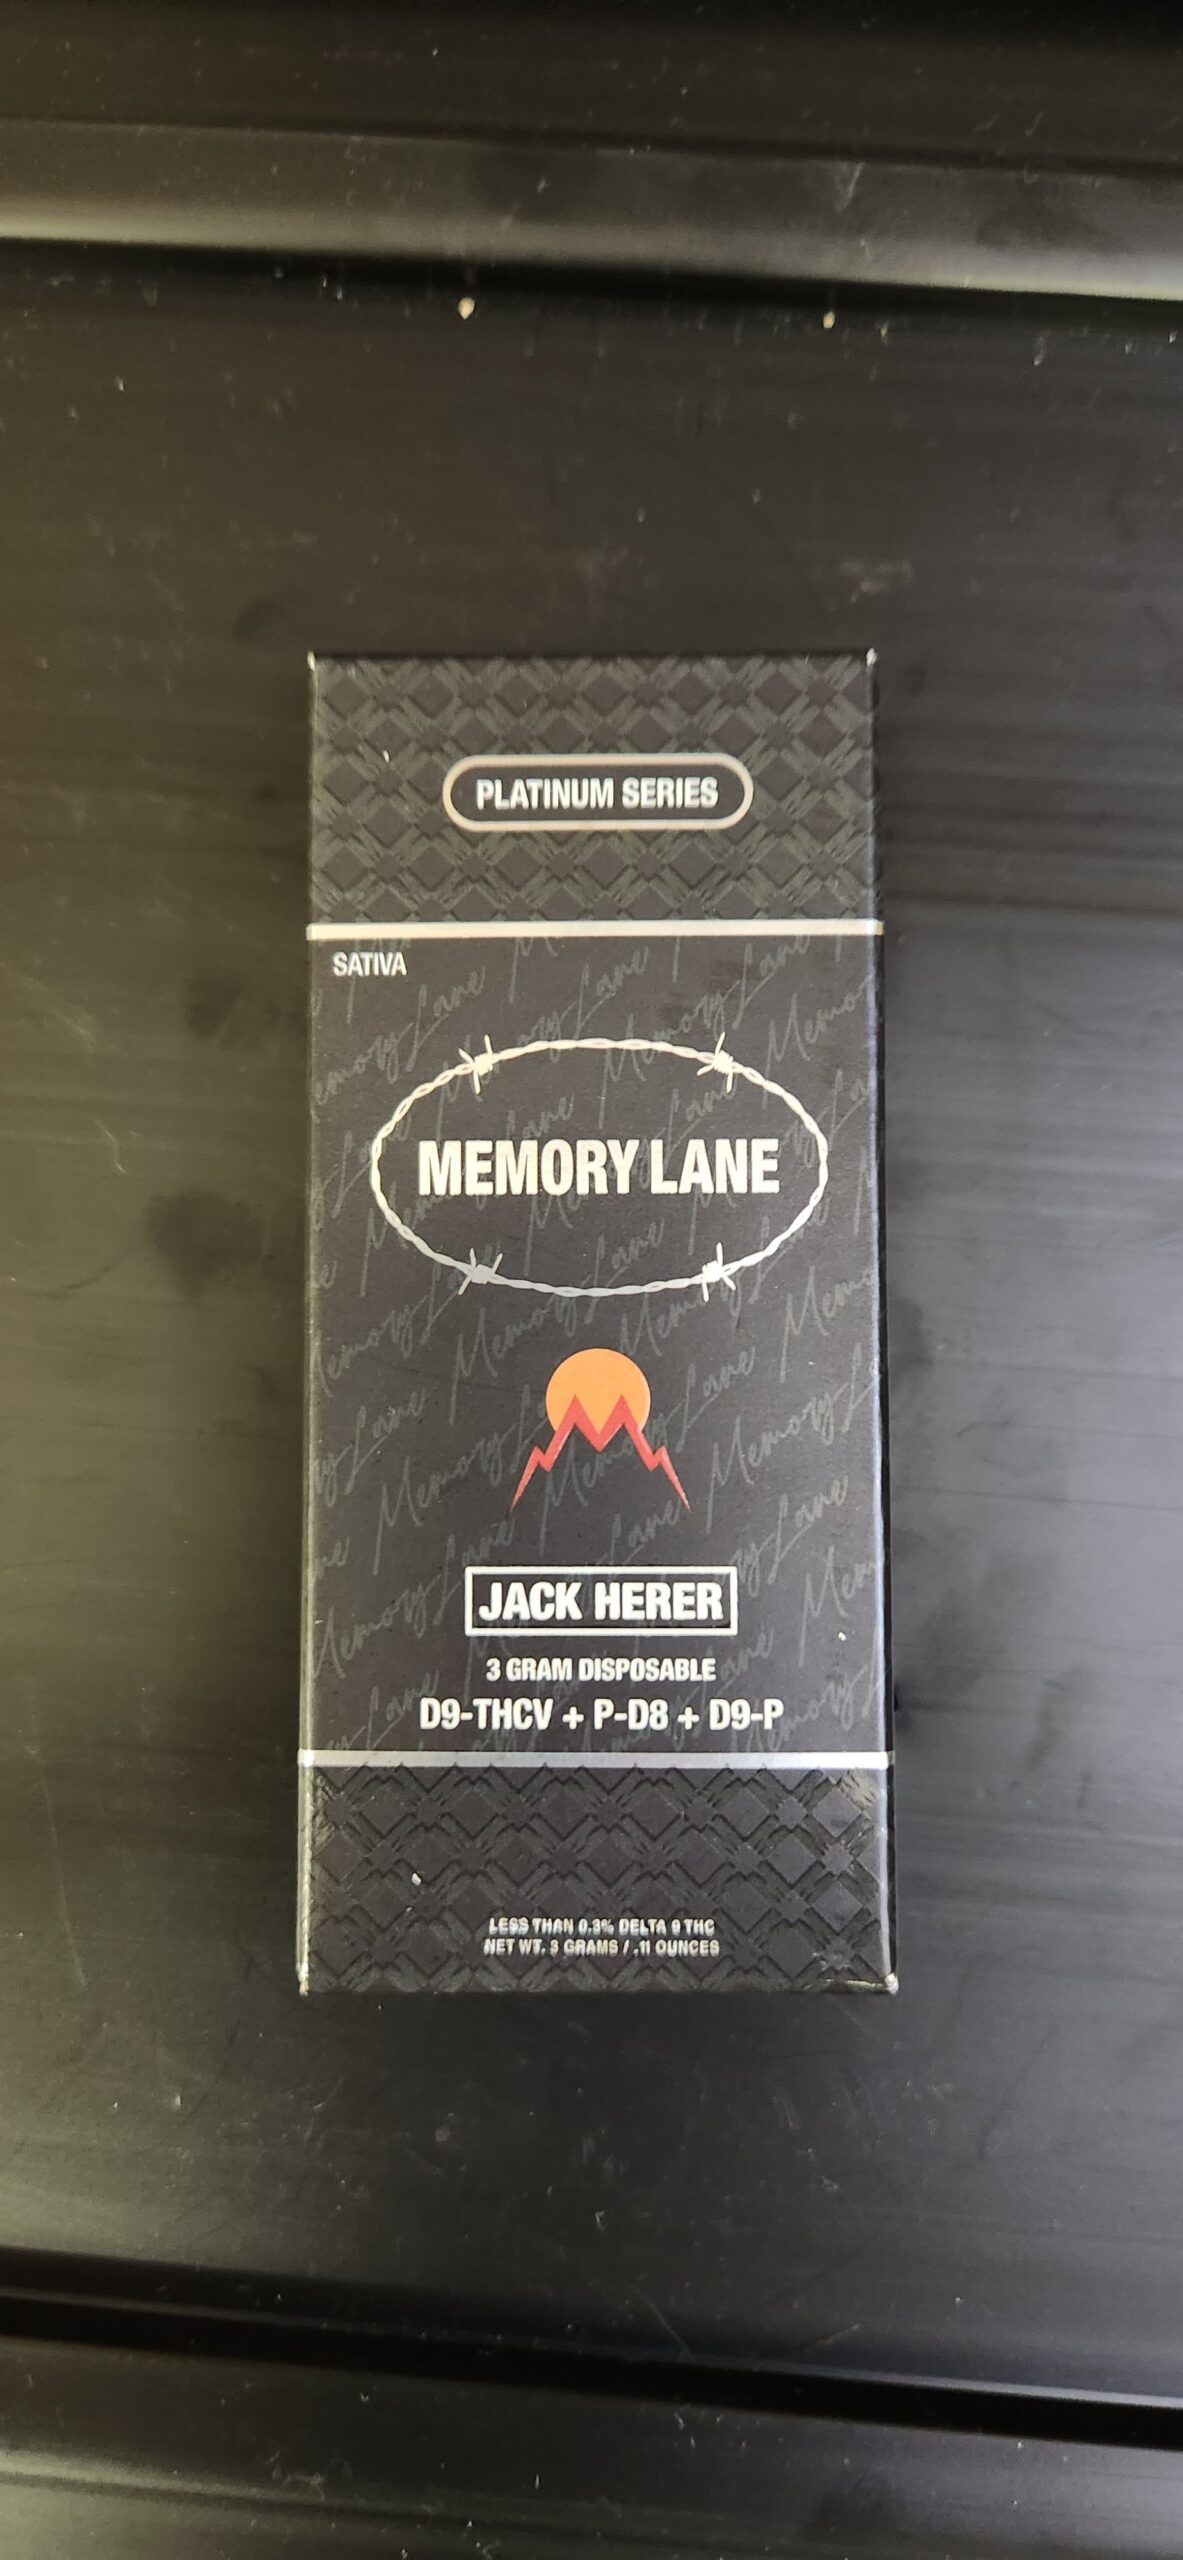 PLATINUM SERIES
SATIVA
MEMORY LANE
JACK HERER
3 GRAM DISPOSABLE
D9-THCV + P-D8 + D9-P
LESS THAN 0.3% DELTA 9 THC
NET WT. 3 GRAMS / .11 OUNCES